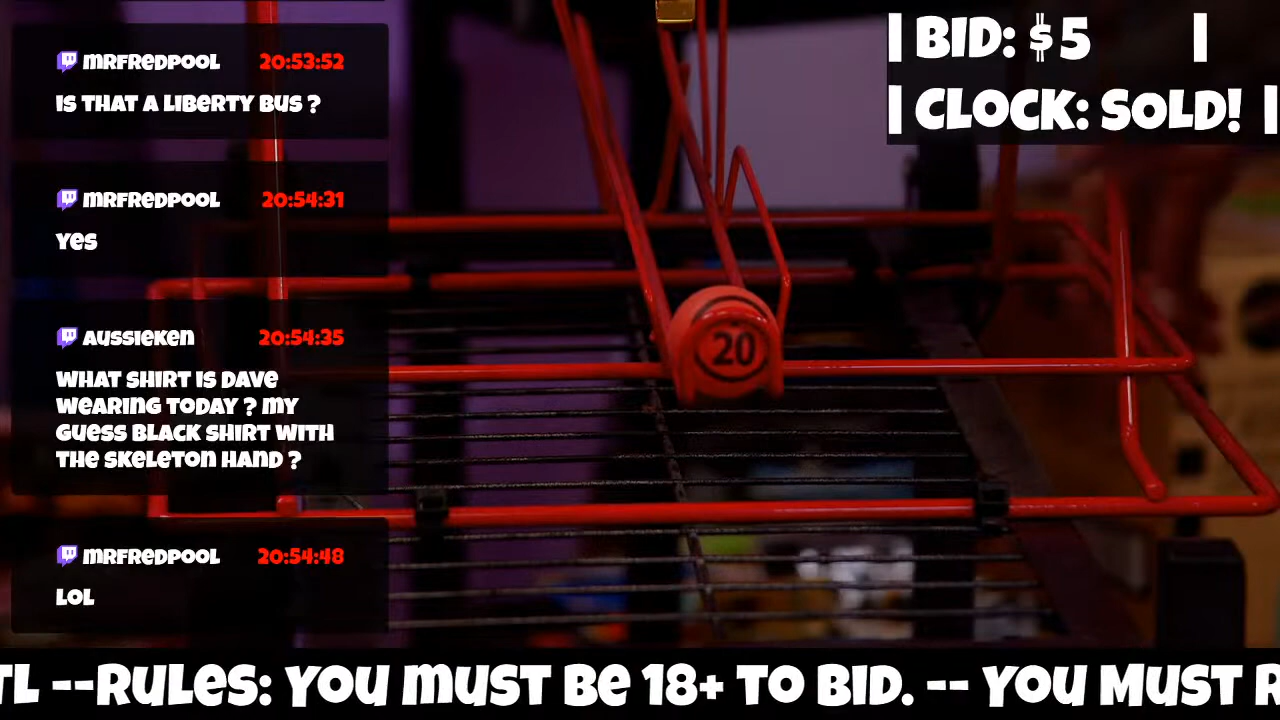 mrfredpool 20:53:52
Is that a Liberty Bus ?
mrfredpool 20:54:31
yes
AussieKen 20:54:35
What shirt is Dave
wearing today ? My
guess black shirt with
the skeleton hand ?
mrfredpool 20:54:48
LOL
| BID: $5 |
| CLOCK: SOLD! |
20
TL --RULES: YOU MUST BE 18+ TO BID. -- YOU MUST R